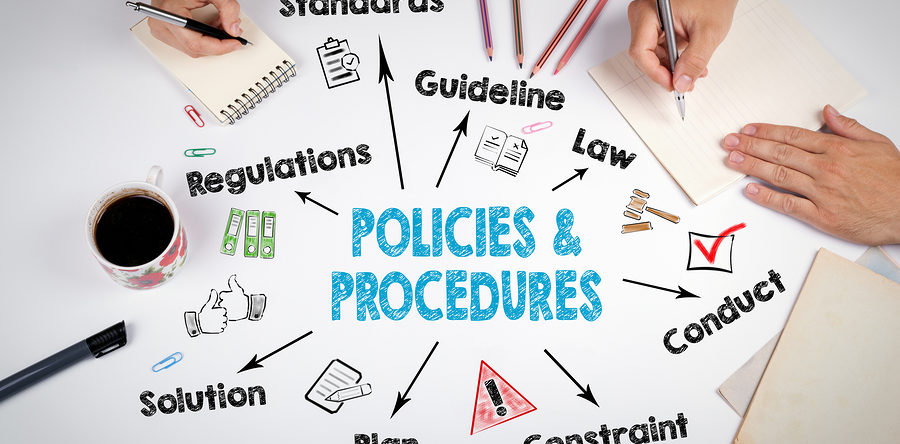 Standards
Guideline
Law
Regulations
POLICIES &
PROCEDURES
Conduct
Solution
Plan
Constraint